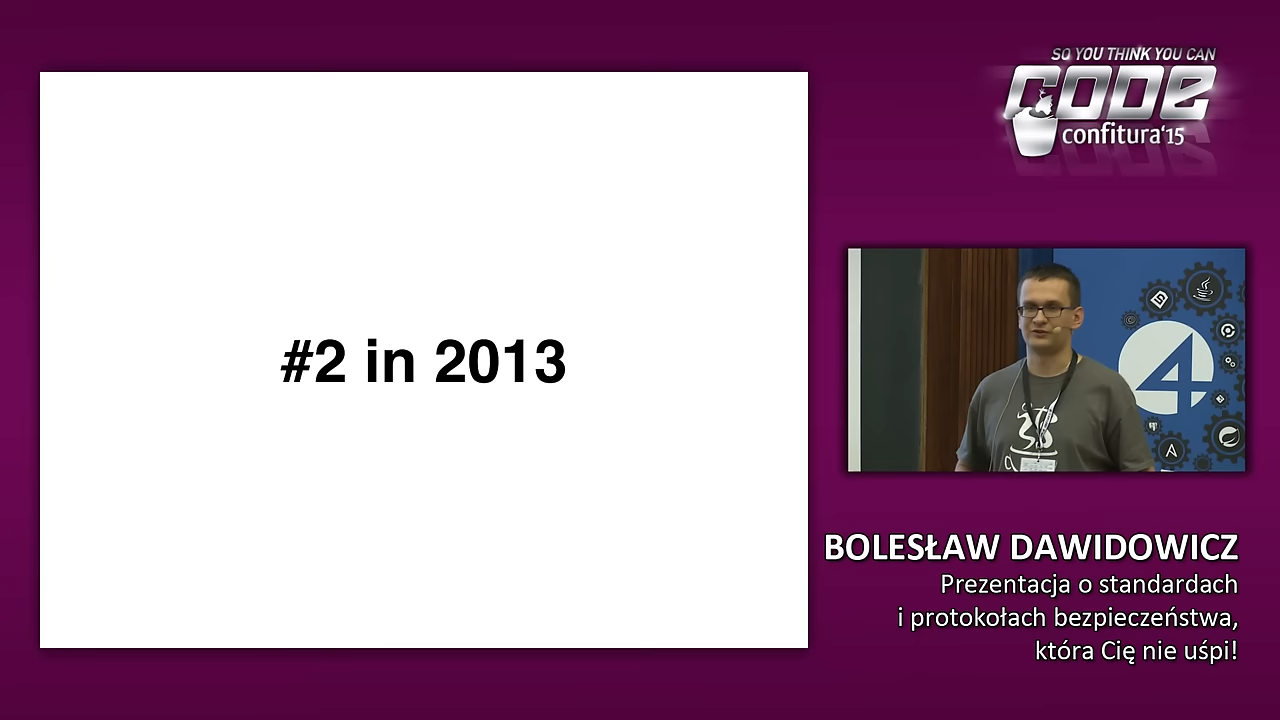 SO YOU THINK YOU CAN
CODE
confitura'15
#2 in 2013
4
BOLESŁAW DAWIDOWICZ
Prezentacja o standardach
i protokołach bezpieczeństwa,
która Cię nie uśpi!